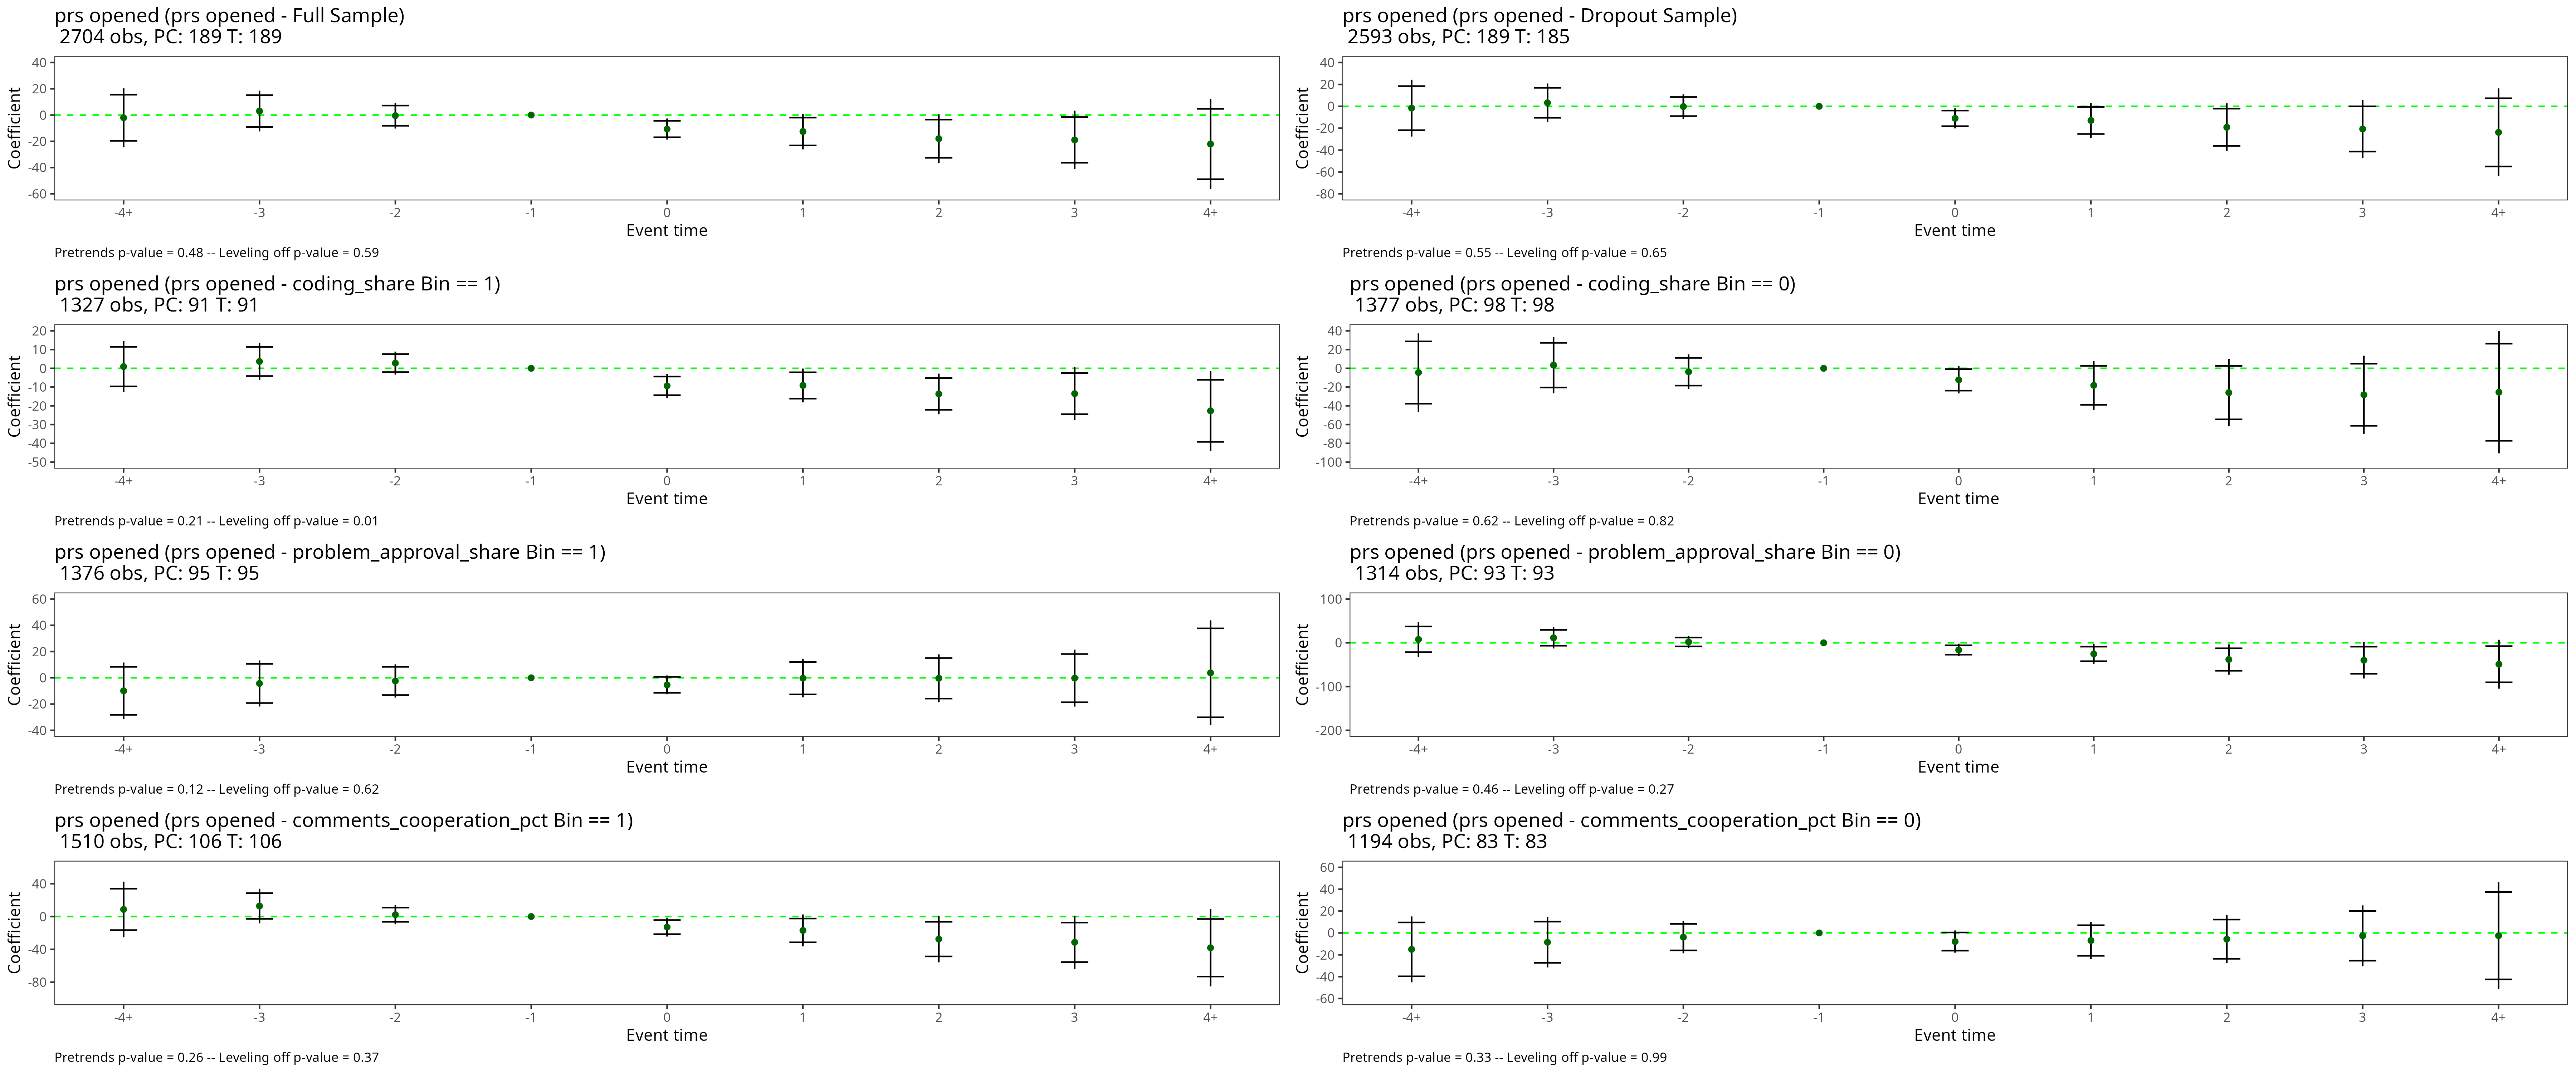 prs opened (prs opened - Full Sample)
2704 obs, PC: 189 T: 189
40
20
0
-20
-40
-60
Coefficient
-4+ -3 -2 -1 0 1 2 3 4+
Event time
Pretrends p-value = 0.48 -- Leveling off p-value = 0.59
prs opened (prs opened - Dropout Sample)
2593 obs, PC: 189 T: 185
40
20
0
-20
-40
-60
-80
Coefficient
-4+ -3 -2 -1 0 1 2 3 4+
Event time
Pretrends p-value = 0.55 -- Leveling off p-value = 0.65
prs opened (prs opened - coding_share Bin == 1)
1327 obs, PC: 91 T: 91
20
10
0
-10
-20
-30
-40
-50
Coefficient
-4+ -3 -2 -1 0 1 2 3 4+
Event time
Pretrends p-value = 0.21 -- Leveling off p-value = 0.01
prs opened (prs opened - coding_share Bin == 0)
1377 obs, PC: 98 T: 98
40
20
0
-20
-40
-60
-80
-100
Coefficient
-4+ -3 -2 -1 0 1 2 3 4+
Event time
Pretrends p-value = 0.62 -- Leveling off p-value = 0.82
prs opened (prs opened - problem_approval_share Bin == 1)
1376 obs, PC: 95 T: 95
60
40
20
0
-20
-40
Coefficient
-4+ -3 -2 -1 0 1 2 3 4+
Event time
Pretrends p-value = 0.12 -- Leveling off p-value = 0.62
prs opened (prs opened - problem_approval_share Bin == 0)
1314 obs, PC: 93 T: 93
100
0
-100
-200
Coefficient
-4+ -3 -2 -1 0 1 2 3 4+
Event time
Pretrends p-value = 0.46 -- Leveling off p-value = 0.27
prs opened (prs opened - comments_cooperation_pct Bin == 1)
1510 obs, PC: 106 T: 106
40
0
-40
-80
Coefficient
-4+ -3 -2 -1 0 1 2 3 4+
Event time
Pretrends p-value = 0.26 -- Leveling off p-value = 0.37
prs opened (prs opened - comments_cooperation_pct Bin == 0)
1194 obs, PC: 83 T: 83
60
40
20
0
-20
-40
-60
Coefficient
-4+ -3 -2 -1 0 1 2 3 4+
Event time
Pretrends p-value = 0.33 -- Leveling off p-value = 0.99